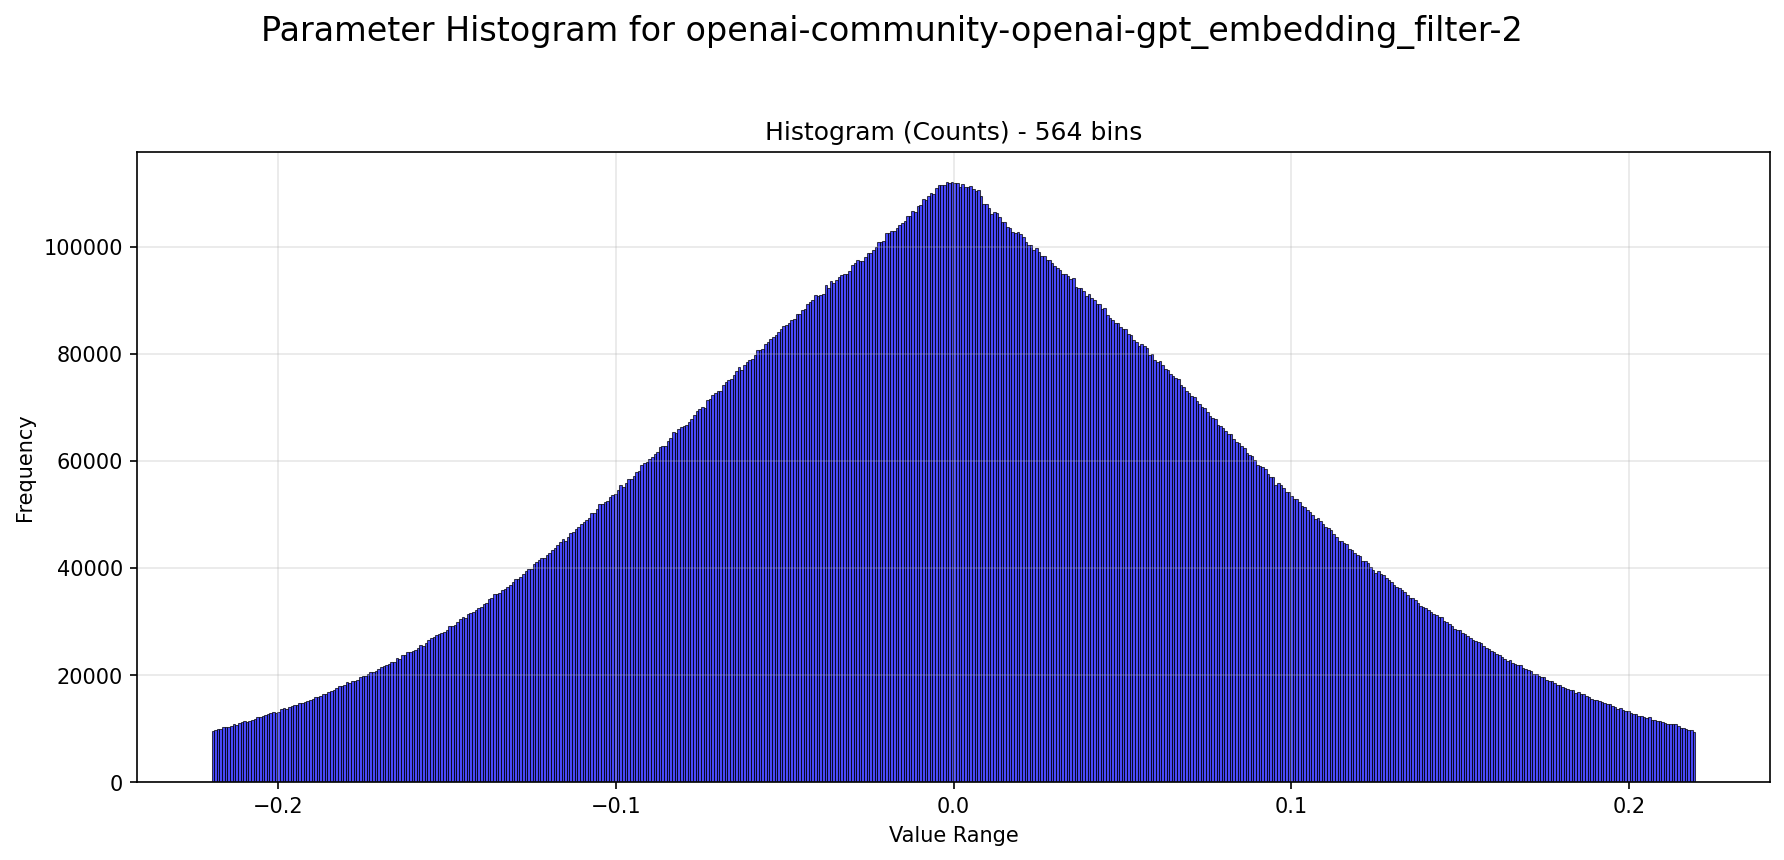 Parameter Histogram for openai-community-openai-gpt_embedding_filter-2
Histogram (Counts) - 564 bins
100000
80000
60000
40000
20000
0
Frequency
−0.2
−0.1
0.0
0.1
0.2
Value Range